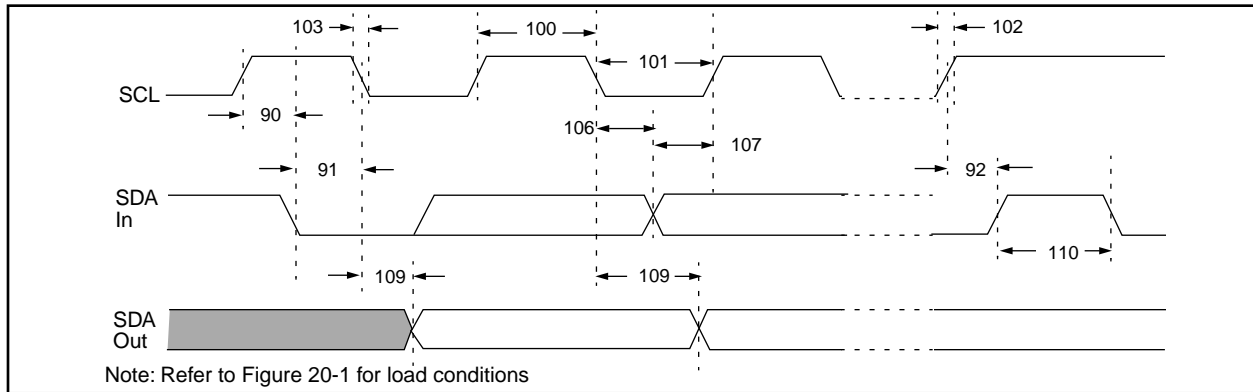 103
100
102
101
SCL
90
106
107
91
92
SDA
In
109
109
110
SDA
Out
Note: Refer to Figure 20-1 for load conditions